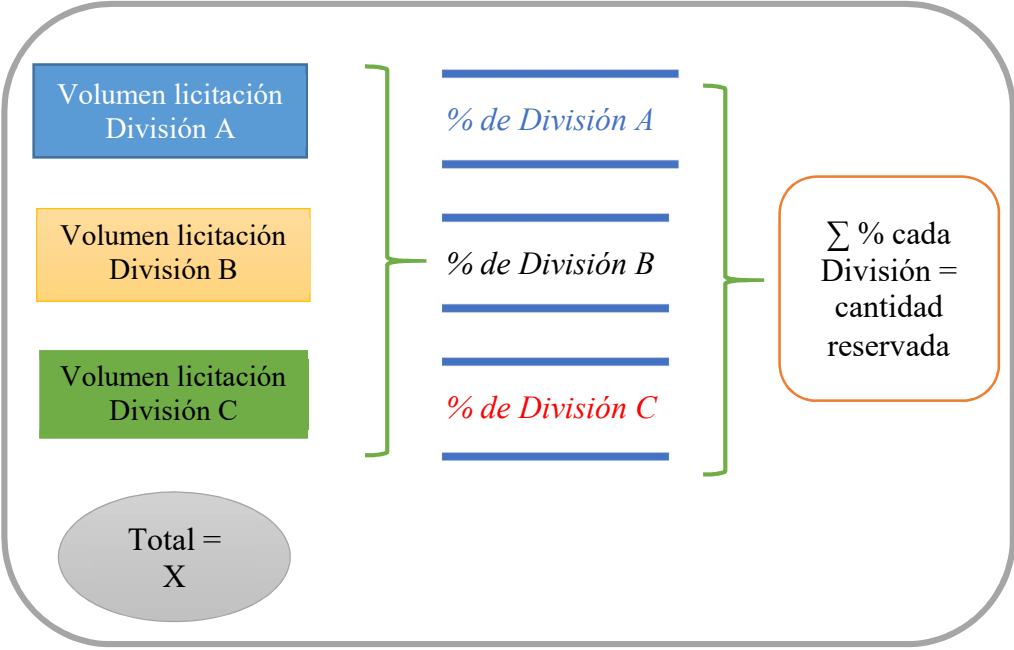 Volumen licitación
División A
Volumen licitación
División B
Volumen licitación
División C
Total =
X
% de División A
% de División B
% de División C
∑ % cada
División =
cantidad
reservada